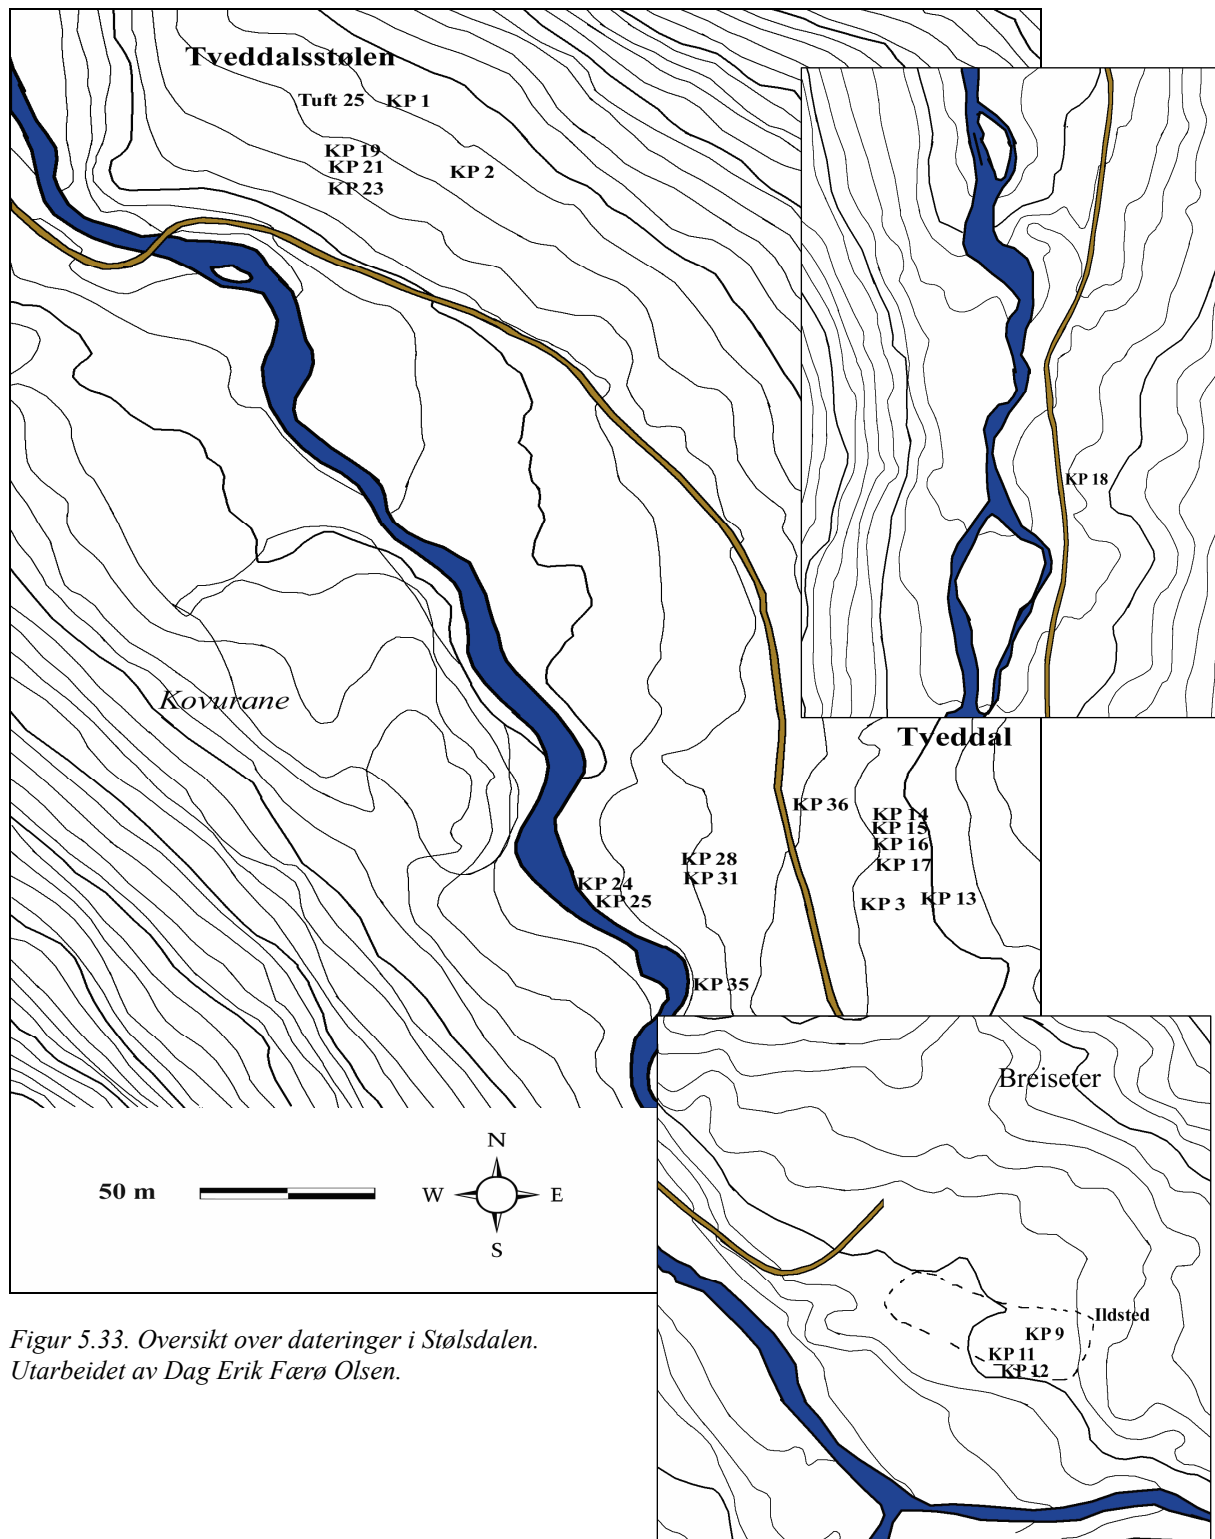 Tveddalsstølen
Tuft 25
KP 1
KP 19
KP 21
KP 2
KP 23
KP 18
Kovurane
Tveddal
KP 36
KP 14
KP 15
KP 16
KP 17
KP 28
KP 31
KP 24
KP 25
KP 3
KP 13
KP 35
Breiseter
50 m
N
W
E
S
Ildsted
KP 9
KP 11
KP 12
Figur 5.33. Oversikt over dateringer i Stølsdalen.
Utarbeidet av Dag Erik Færø Olsen.